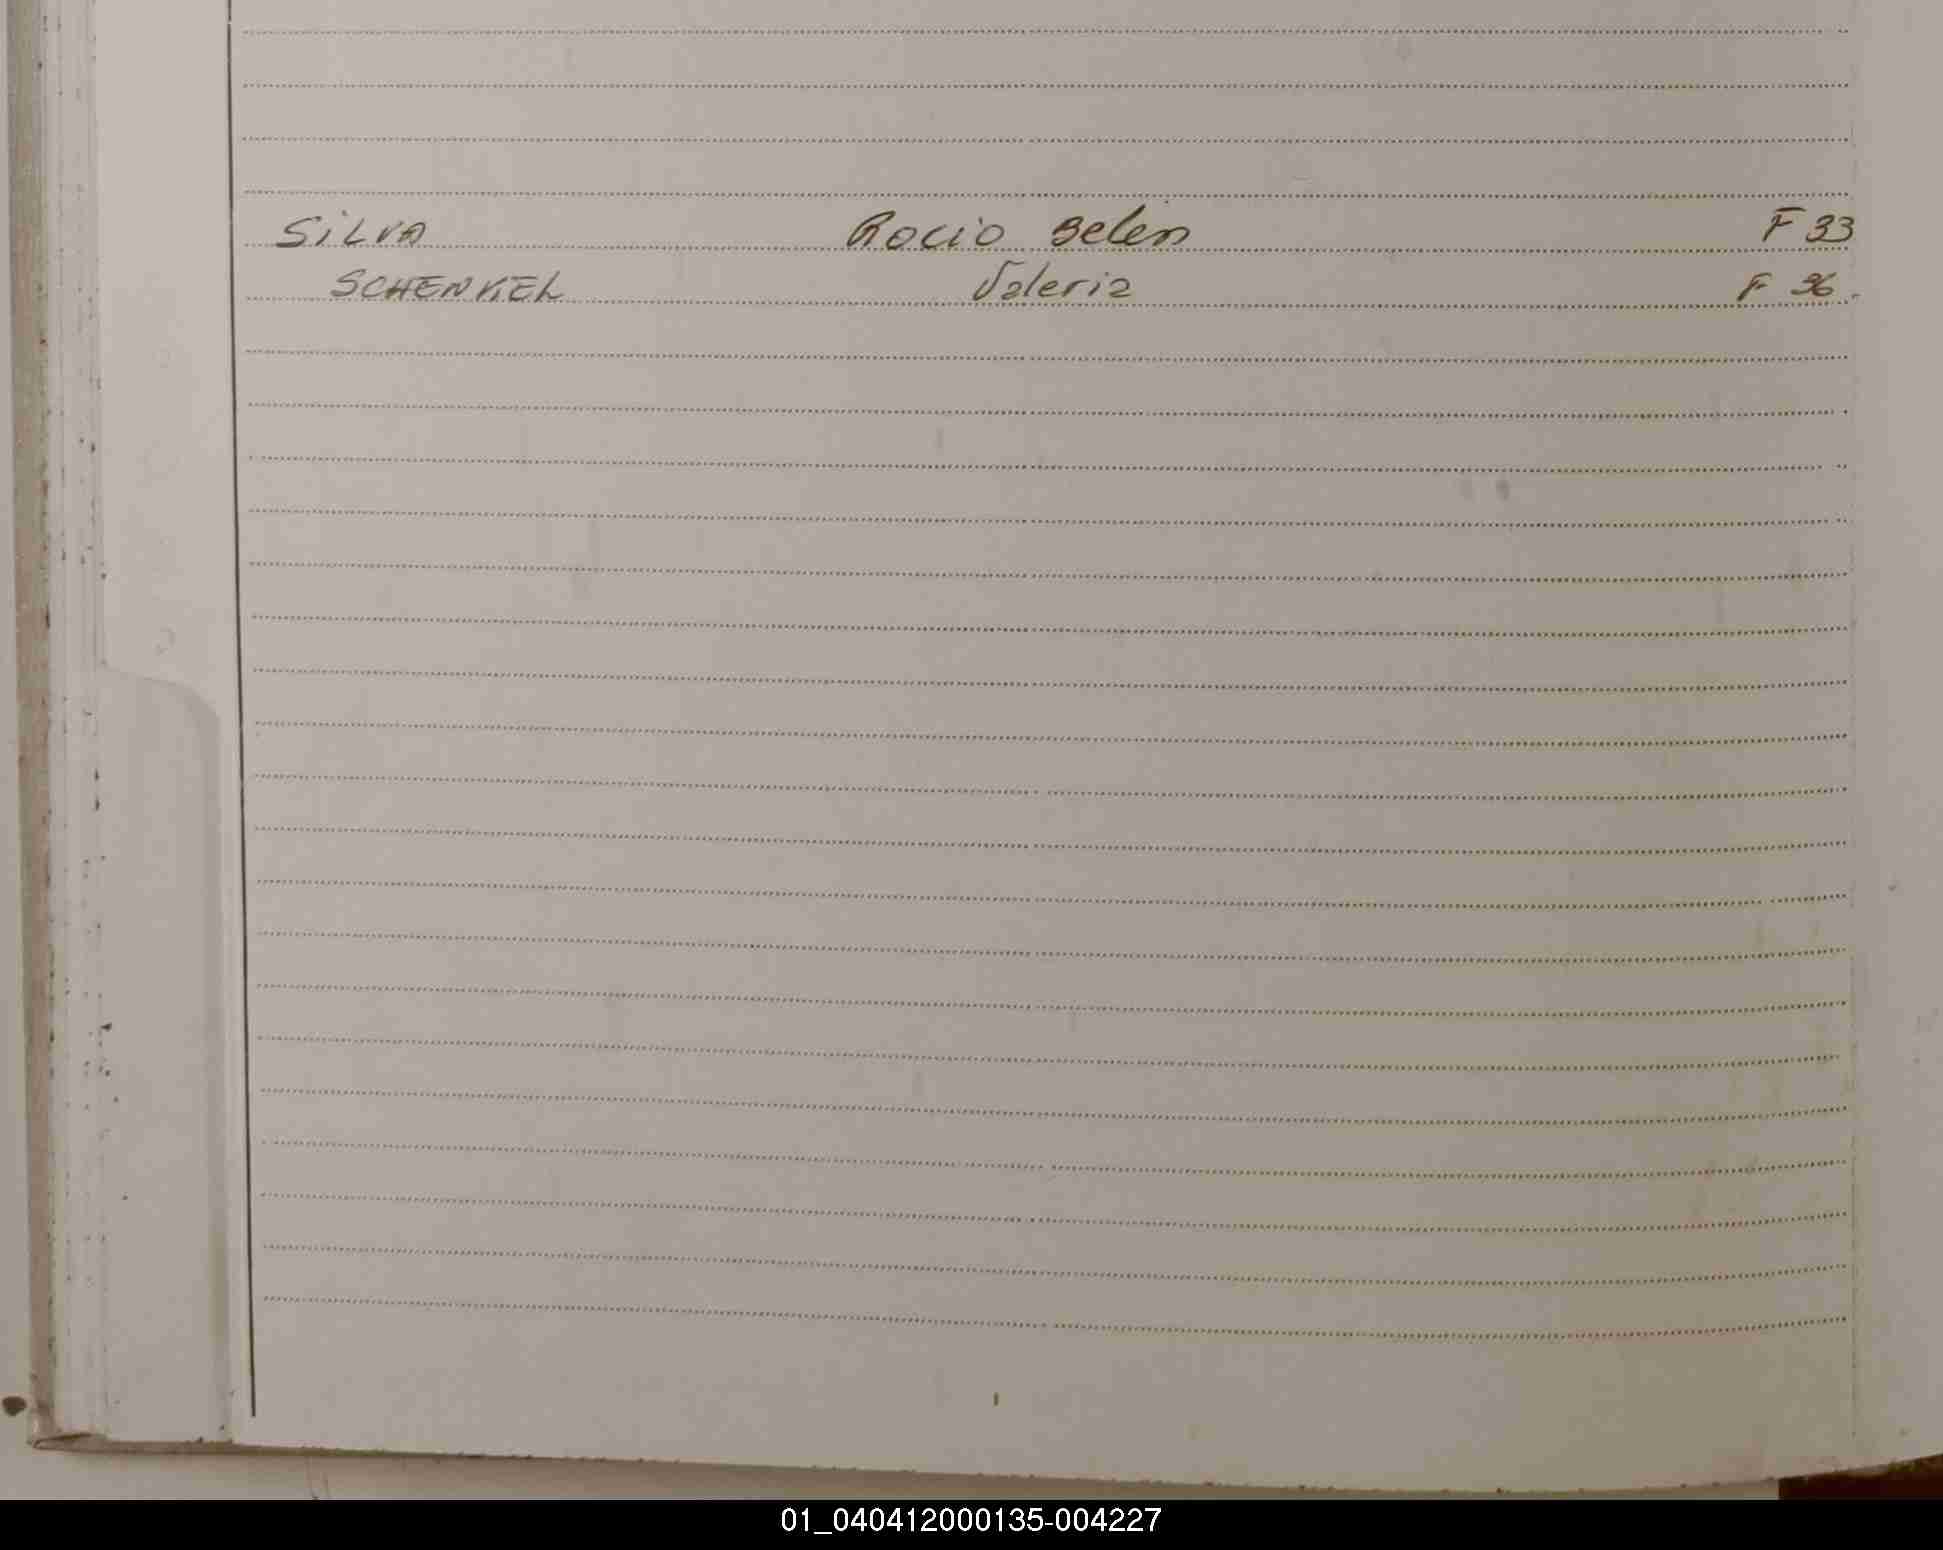 SILVA Rocio Belen F 33
SCHENKEL Valeria F 36
01_040412000135-004227